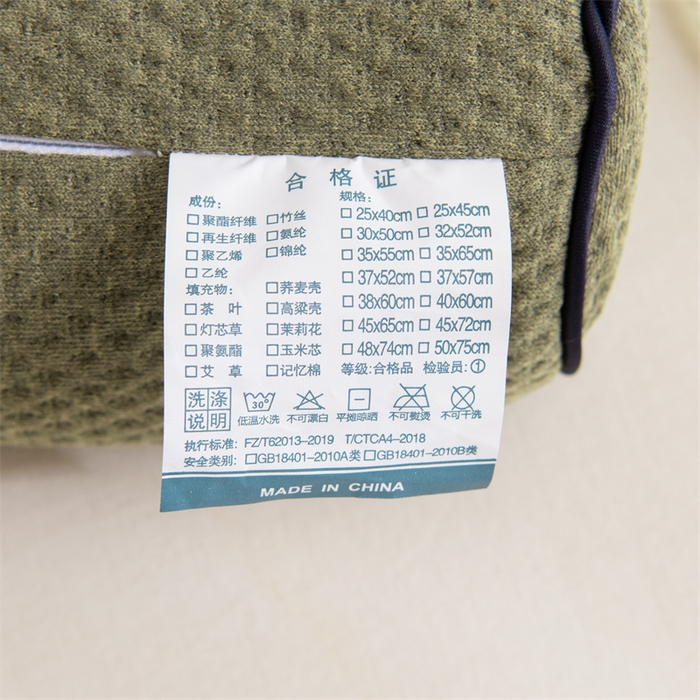 合格证
成份: 规格:
□聚酯纤维 □竹丝 □25x40cm □25x45cm
□再生纤维 □氨纶 □30x50cm □32x52cm
□聚乙烯 □锦纶 □35x55cm □35x65cm
□乙纶 □37x52cm □37x57cm
填充物: □荞麦壳 □38x60cm □40x60cm
□茶 叶 □高粱壳
□灯芯草 □茉莉花 □45x65cm □45x72cm
□聚氨酯 □玉米芯 □48x74cm □50x75cm
□艾 草 □记忆棉 等级:合格品 检验员:①
洗涤说明 30° 低温水洗 不可漂白 平摊晾晒 不可熨烫 不可干洗
执行标准: FZ/T62013-2019 T/CTCA4-2018
安全类别: □GB18401-2010A类 □GB18401-2010B类
MADE IN CHINA